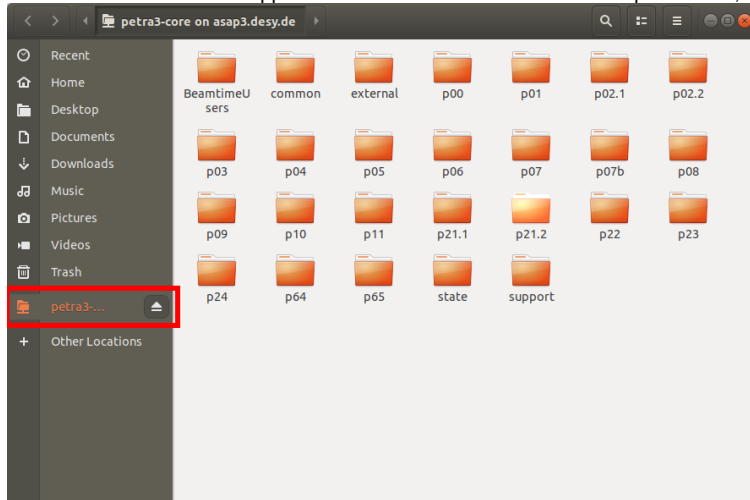 petra3-core on asap3.desy.de
Recent
Home
Desktop
Documents
Downloads
Music
Pictures
Videos
Trash
petra3-...
Other Locations
BeamtimeU
sers
common
external
p00
p01
p02.1
p02.2
p03
p04
p05
p06
p07
p07b
p08
p09
p10
p11
p21.1
p21.2
p22
p23
p24
p64
p65
state
support